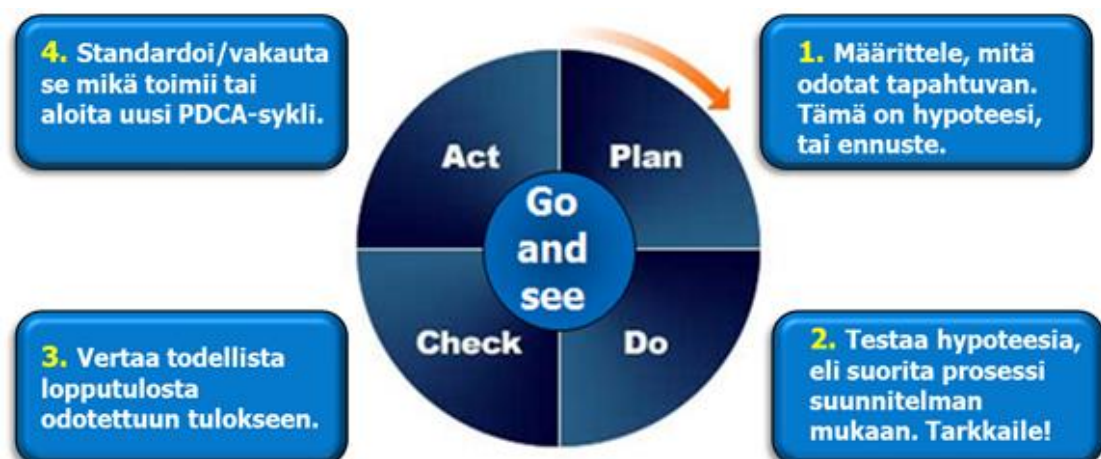 4. Standardoi/vakauta
se mikä toimii tai
aloita uusi PDCA-sykli.
1. Määrittele, mitä
odotat tapahtuvan.
Tämä on hypoteesi,
tai ennuste.
Act
Plan
Go
and
see
Check
Do
3. Vertaa todellista
lopputulosta
odotettuun tulokseen.
2. Testaa hypoteesia,
eli suorita prosessi
suunnitelman
mukaan. Tarkkaile!